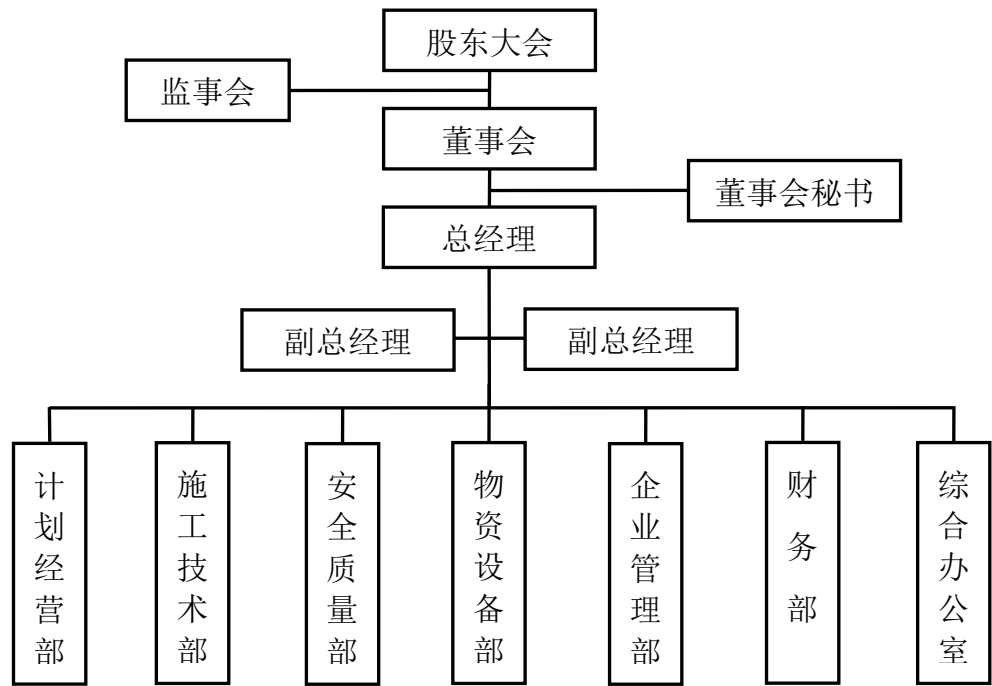 股东大会
监事会
董事会
董事会秘书
总经理
副总经理
副总经理
计划经营部
施工技术部
安全质量部
物资设备部
企业管理部
财务部
综合办公室